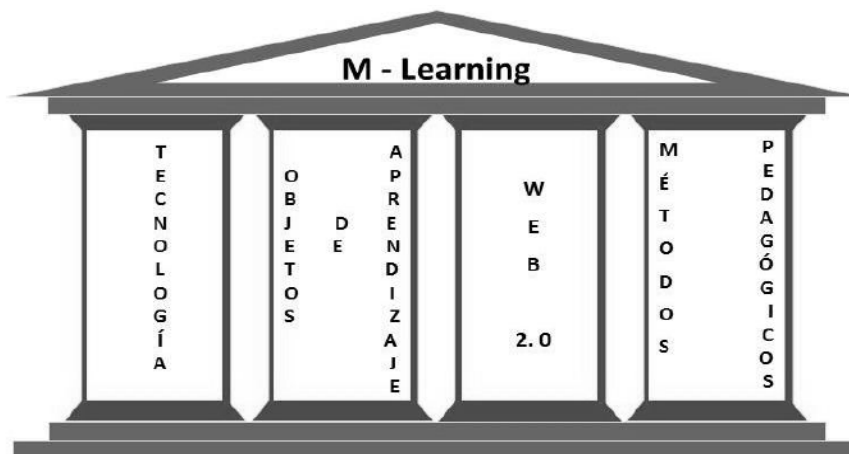 M - Learning
TECNOLOGÍA
OBJETOS
DE
APRENDIZAJE
WEB
2.0
MÉTODOS
PEDAGÓGICOS